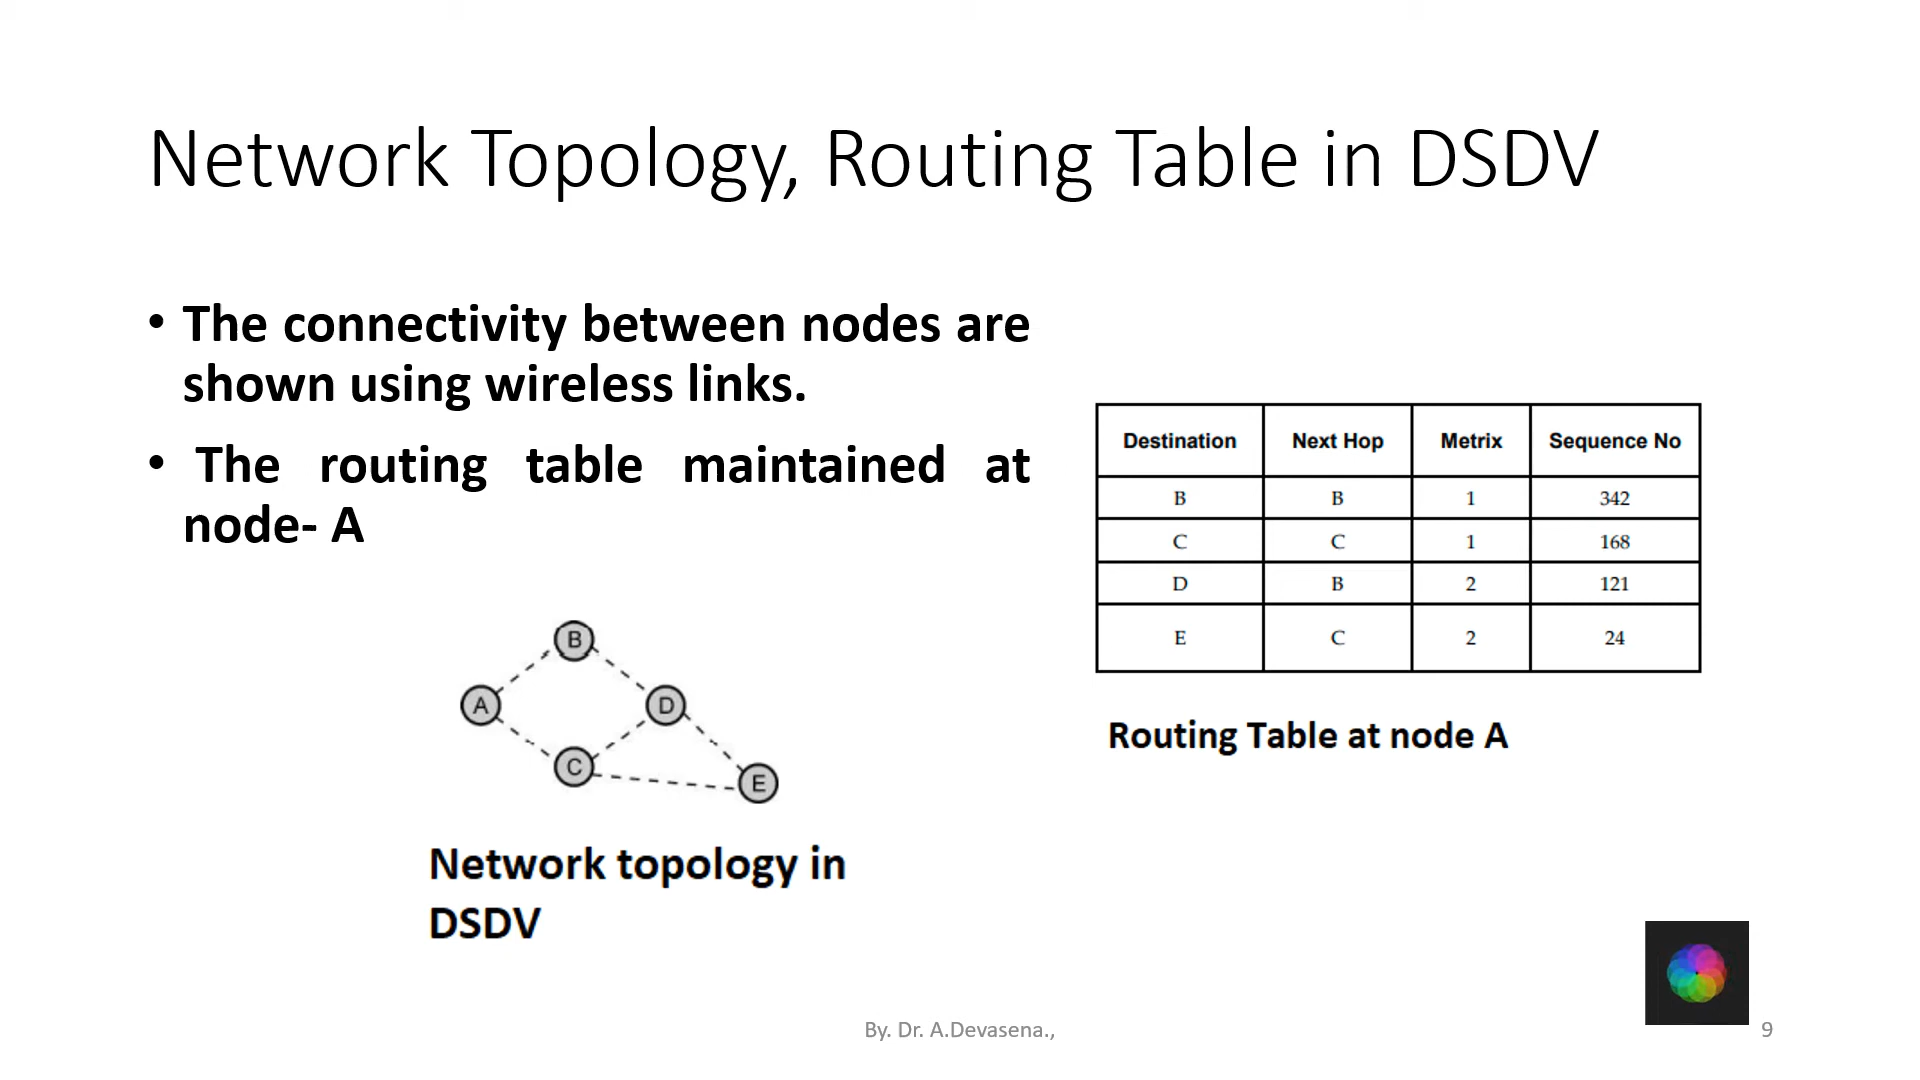 Network Topology, Routing Table in DSDV
• The connectivity between nodes are
shown using wireless links.
• The routing table maintained at
node- A
B
A
D
C
E
Network topology in
DSDV
Destination Next Hop Metrix Sequence No
B B 1 342
C C 1 168
D B 2 121
E C 2 24
Routing Table at node A
By. Dr. A.Devasena.,
9